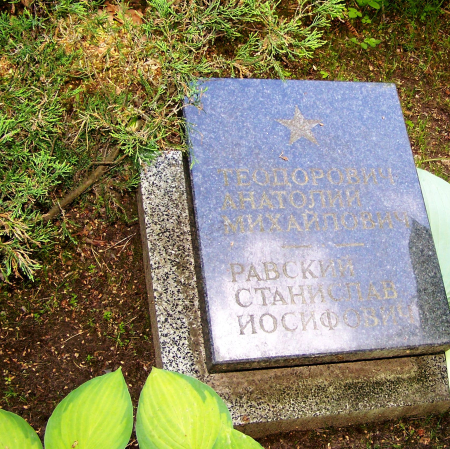 ТЕОДОРОВИЧ
АНАТОЛИЙ
МИХАЙЛОВИЧ
РАВСКИЙ
СТАНИСЛАВ
ИОСИФОВИЧ